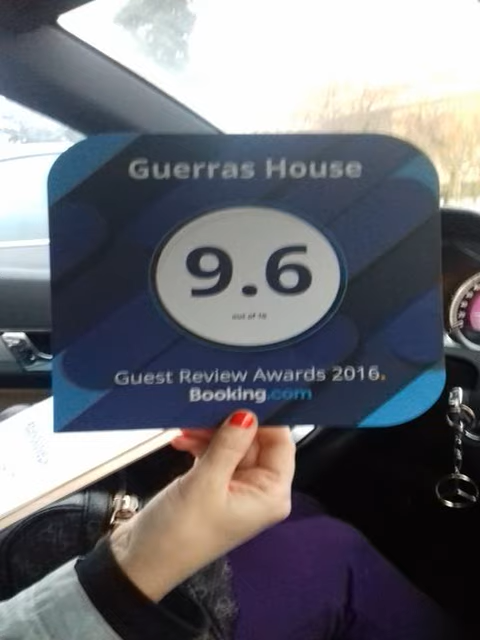 Guerras House
9.6
out of 10
Guest Review Awards 2016.
Booking.com